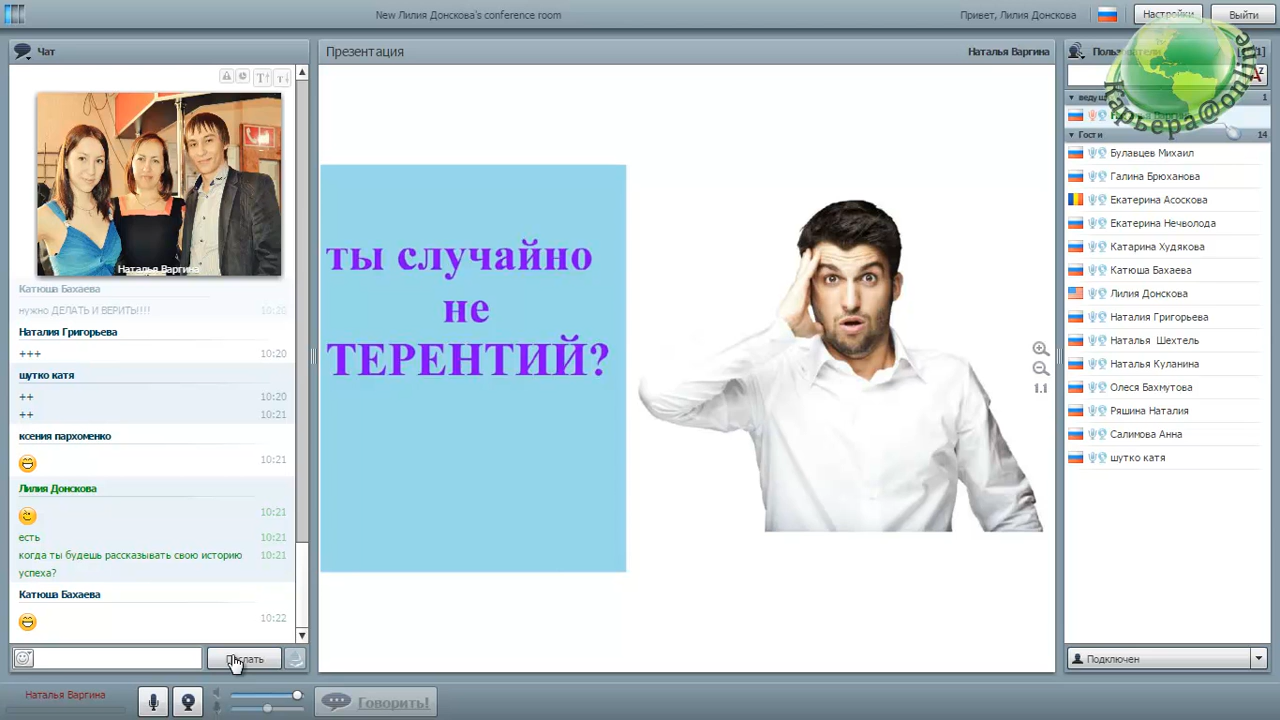 New Лилия Донскова's conference room
Привет, Лилия Донскова
Настройки
Выйти
Чат
Наталья Варгина
Катюша Бахаева
нужно ДЕЛАТЬ И ВЕРИТЬ!!!! 10:20
Наталия Григорьева
+++ 10:20
шутко катя
++ 10:20
++ 10:21
ксения пархоменко
10:21
Лилия Донскова
10:21
есть 10:21
когда ты будешь рассказывать свою историю 10:21
успеха?
Катюша Бахаева
10:22
Наталья Варгина
Говорить!
Презентация
Наталья Варгина
ты случайно
не
ТЕРЕНТИЙ?
1:1
Карьера@online
Гости 14
Булавцев Михаил
Галина Брюханова
Екатерина Асоскова
Екатерина Нечволода
Катарина Худякова
Катюша Бахаева
Лилия Донскова
Наталия Григорьева
Наталья Шехтель
Наталья Куланина
Олеся Бахмутова
Ряшина Наталия
Салимова Анна
шутко катя
Подключен